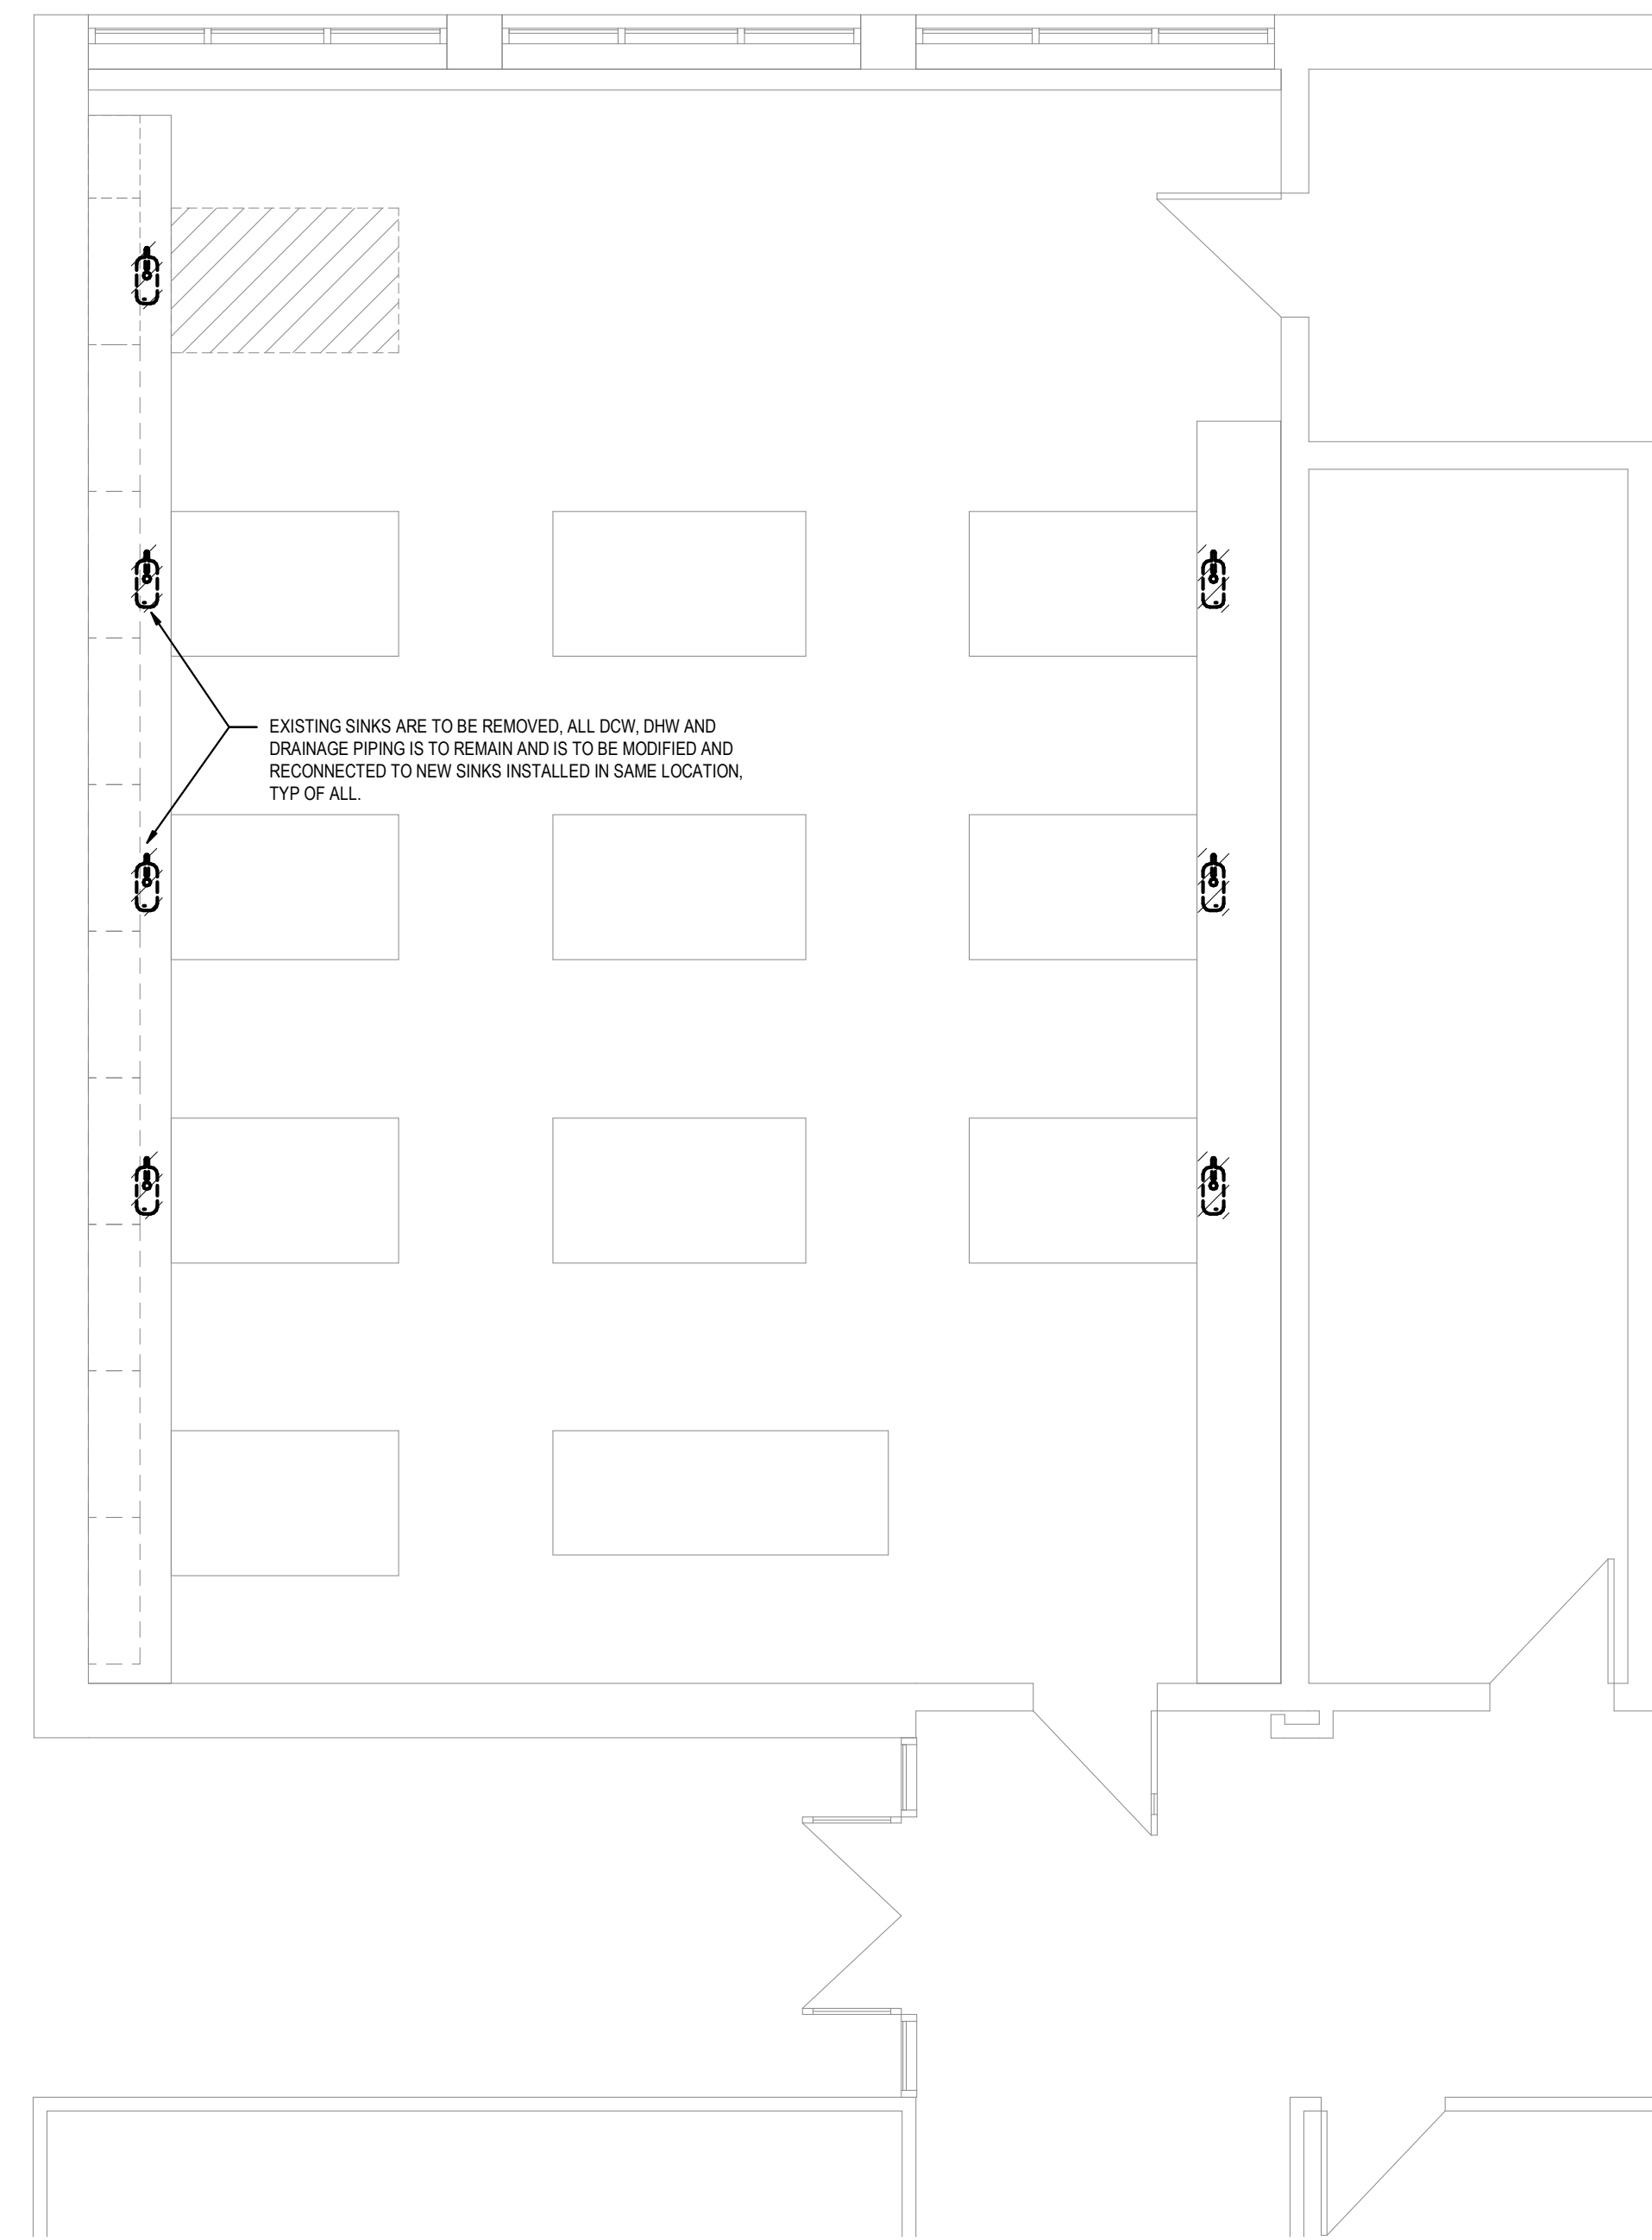 EXISTING SINKS ARE TO BE REMOVED, ALL DCW, DHW AND
DRAINAGE PIPING IS TO REMAIN AND IS TO BE MODIFIED AND
RECONNECTED TO NEW SINKS INSTALLED IN SAME LOCATION,
TYP OF ALL.